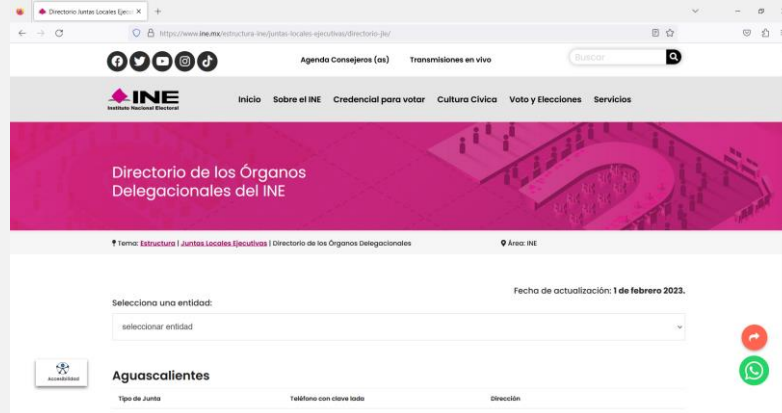 Directorio Juntas Locales Ejecu
https://www.ine.mx/estructura-ine/juntas-locales-ejecutivas/directorio-jle/
Agenda Consejeros (as) Transmisiones en vivo Buscar
INE
Instituto Nacional Electoral
Inicio Sobre el INE Credencial para votar Cultura Cívica Voto y Elecciones Servicios
Directorio de los Órganos
Delegacionales del INE
Tema: Estructura | Juntas Locales Ejecutivas | Directorio de los Órganos Delegacionales Área: INE
Fecha de actualización: 1 de febrero 2023.
Selecciona una entidad:
seleccionar entidad
Accesibilidad
Aguascalientes
Tipo de Junta Teléfono con clave lada Dirección